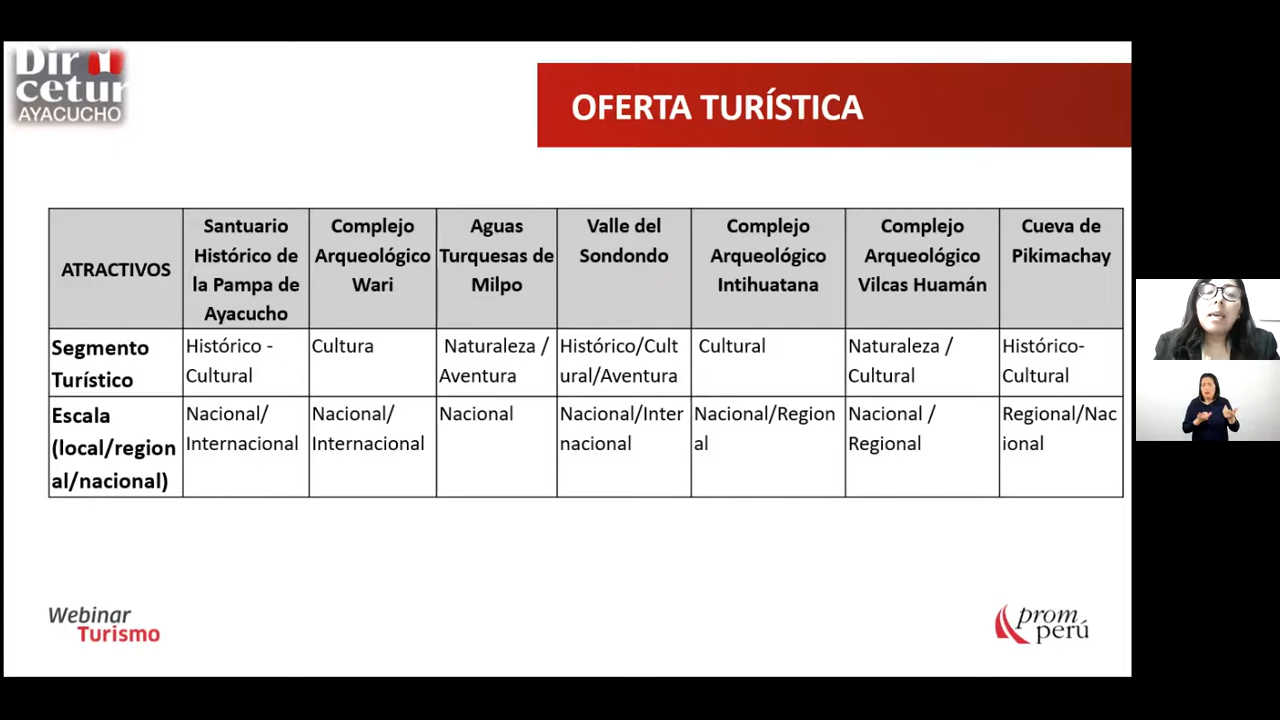 Dir
cetur
AYACUCHO
OFERTA TURÍSTICA
ATRACTIVOS
Santuario
Histórico de
la Pampa de
Ayacucho
Complejo
Arqueológico
Wari
Aguas
Turquesas de
Milpo
Valle del
Sondondo
Complejo
Arqueológico
Intihuatana
Complejo
Arqueológico
Vilcas Huamán
Cueva de
Pikimachay
Segmento
Turístico
Histórico -
Cultural
Cultura
Naturaleza /
Aventura
Histórico/Cult
ural/Aventura
Cultural
Naturaleza /
Cultural
Histórico-
Cultural
Escala
(local/region
al/nacional)
Nacional/
Internacional
Nacional/
Internacional
Nacional
Nacional/Inter
nacional
Nacional/Region
al
Nacional /
Regional
Regional/Nac
ional
Webinar
Turismo
prom
perú